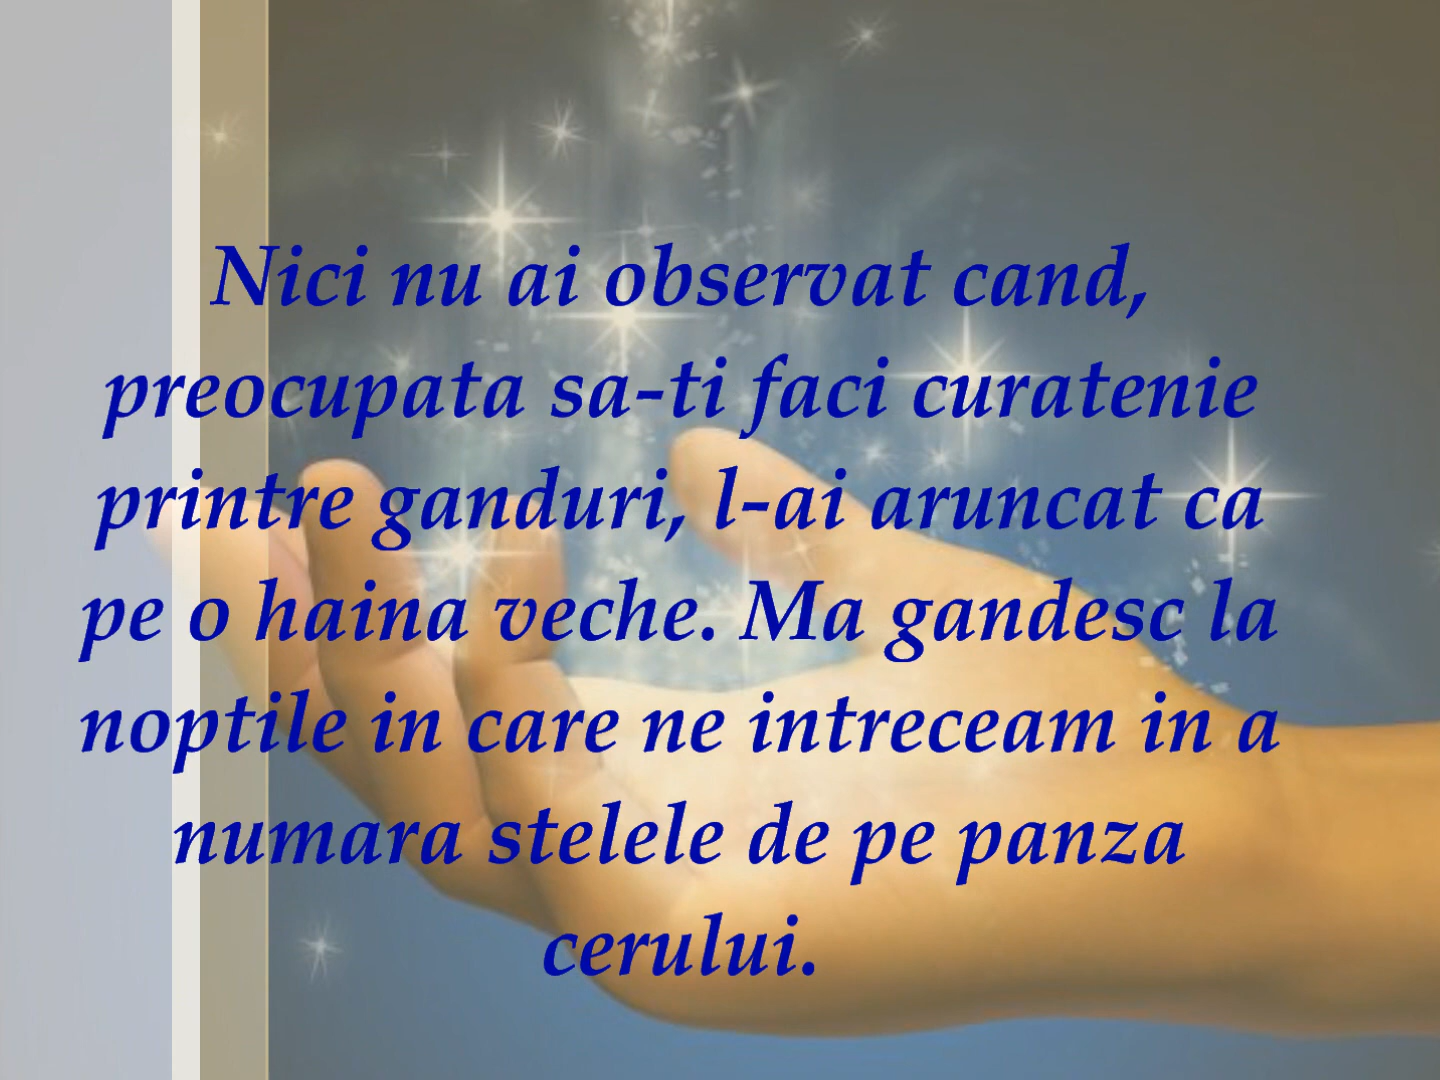 Nici nu ai observat cand,
preocupata sa-ti faci curatenie
printre ganduri, l-ai aruncat ca
pe o haina veche. Ma gandesc la
noptile in care ne intreceam in a
numara stelele de pe panza
cerului.